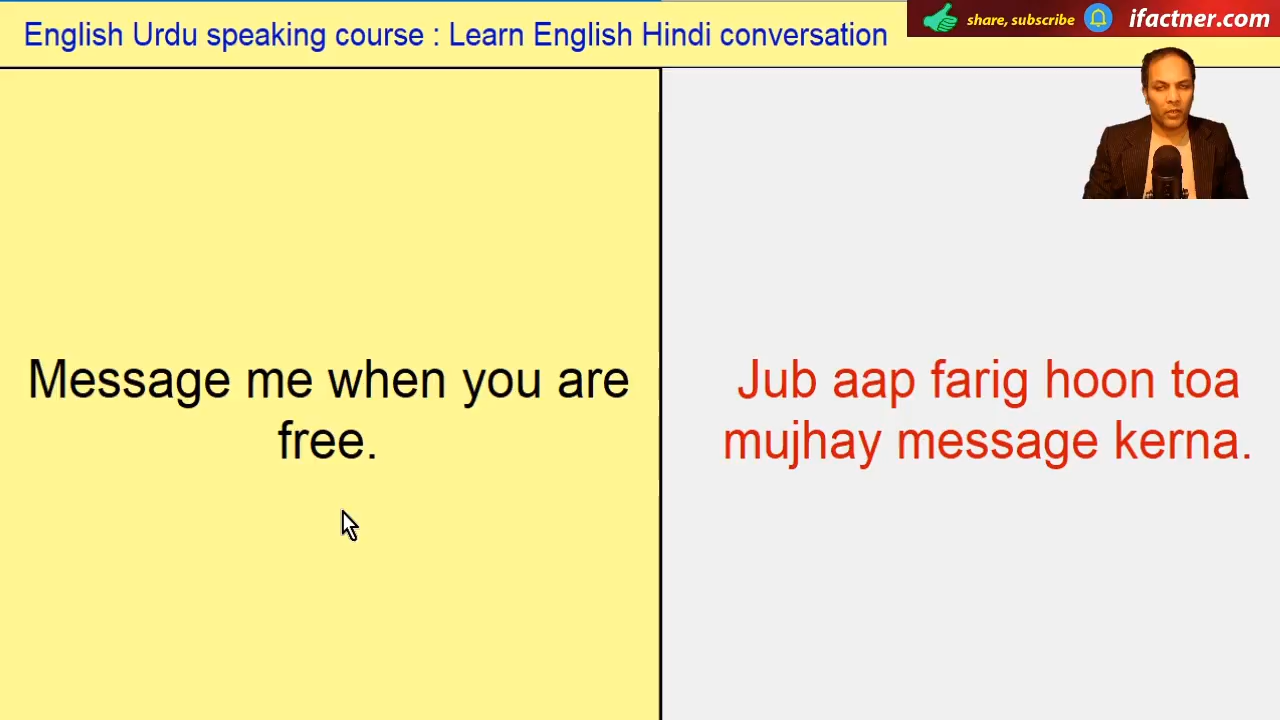 English Urdu speaking course : Learn English Hindi conversation
share, subscribe
ifactner.com
Message me when you are
free.
Jub aap farig hoon toa
mujhay message kerna.